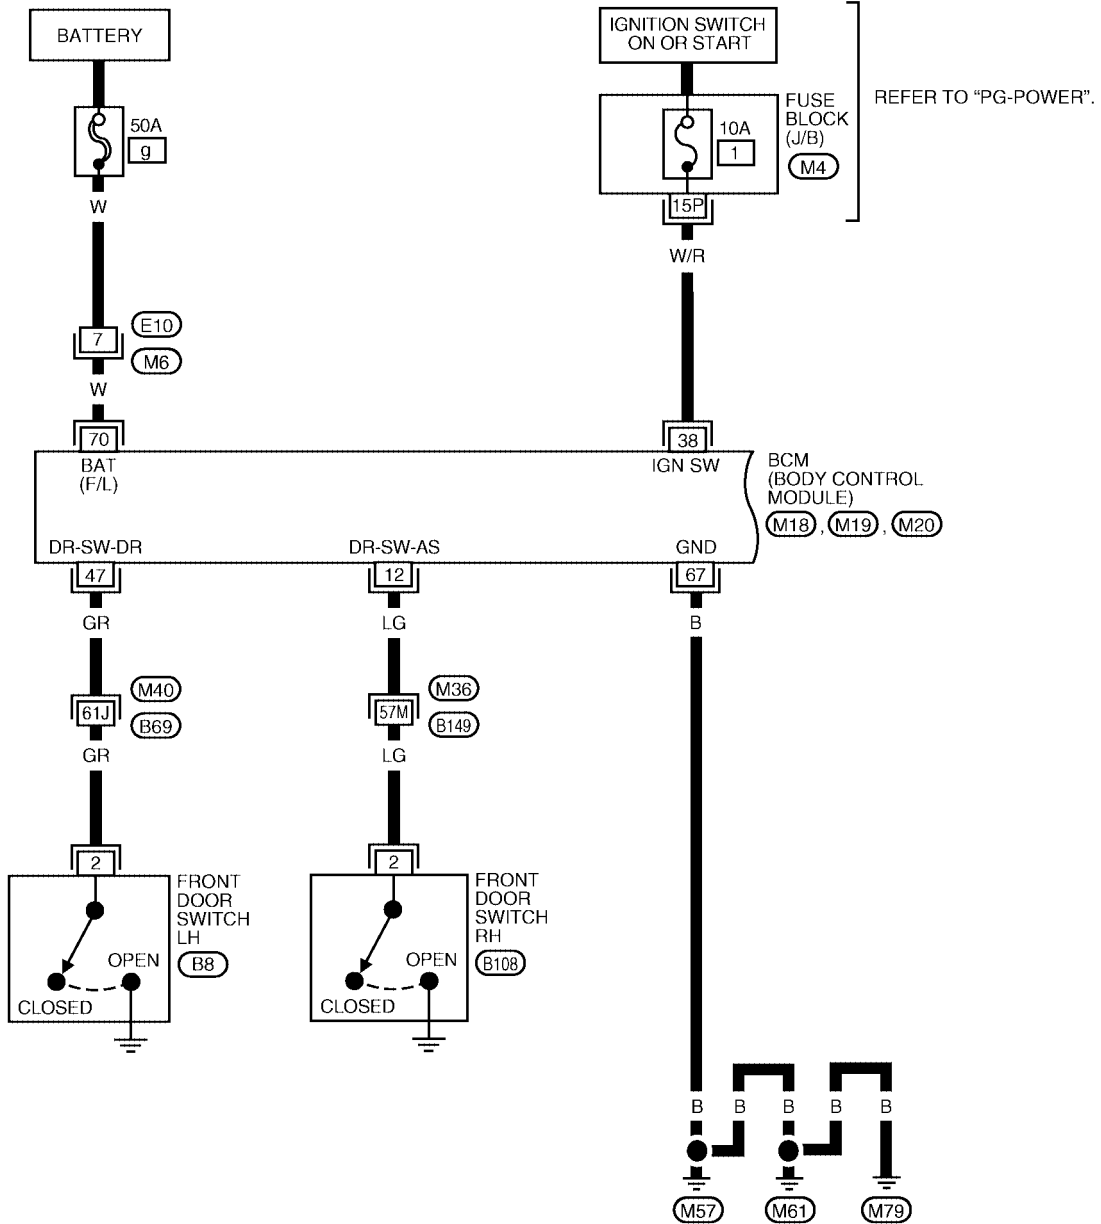 BATTERY
IGNITION SWITCH
ON OR START
REFER TO “PG-POWER”.
50A
g
10A
1
FUSE
BLOCK
(J/B)
M4
15P
W
W/R
7
E10
M6
W
70
38
BAT
(F/L)
IGN SW
BCM
(BODY CONTROL
MODULE)
M18 , M19 , M20
DR-SW-DR
DR-SW-AS
GND
47
12
67
GR
LG
B
61J
M40
B69
57M
M36
B149
GR
LG
2
2
FRONT
DOOR
SWITCH
LH
B8
OPEN
CLOSED
FRONT
DOOR
SWITCH
RH
B108
OPEN
CLOSED
B B B B B
M57 M61 M79